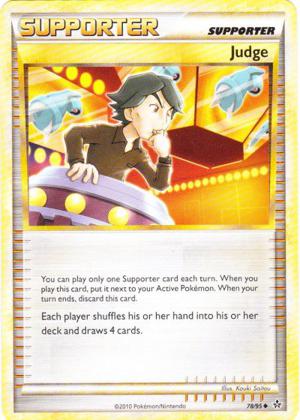 SUPPORTER SUPPORTER
Judge
You can play only one Supporter card each turn. When you
play this card, put it next to your Active Pokémon. When your
turn ends, discard this card.
Each player shuffles his or her hand into his or her
deck and draws 4 cards.
Illus. Kouki Saitou
©2010 Pokémon/Nintendo 78/95